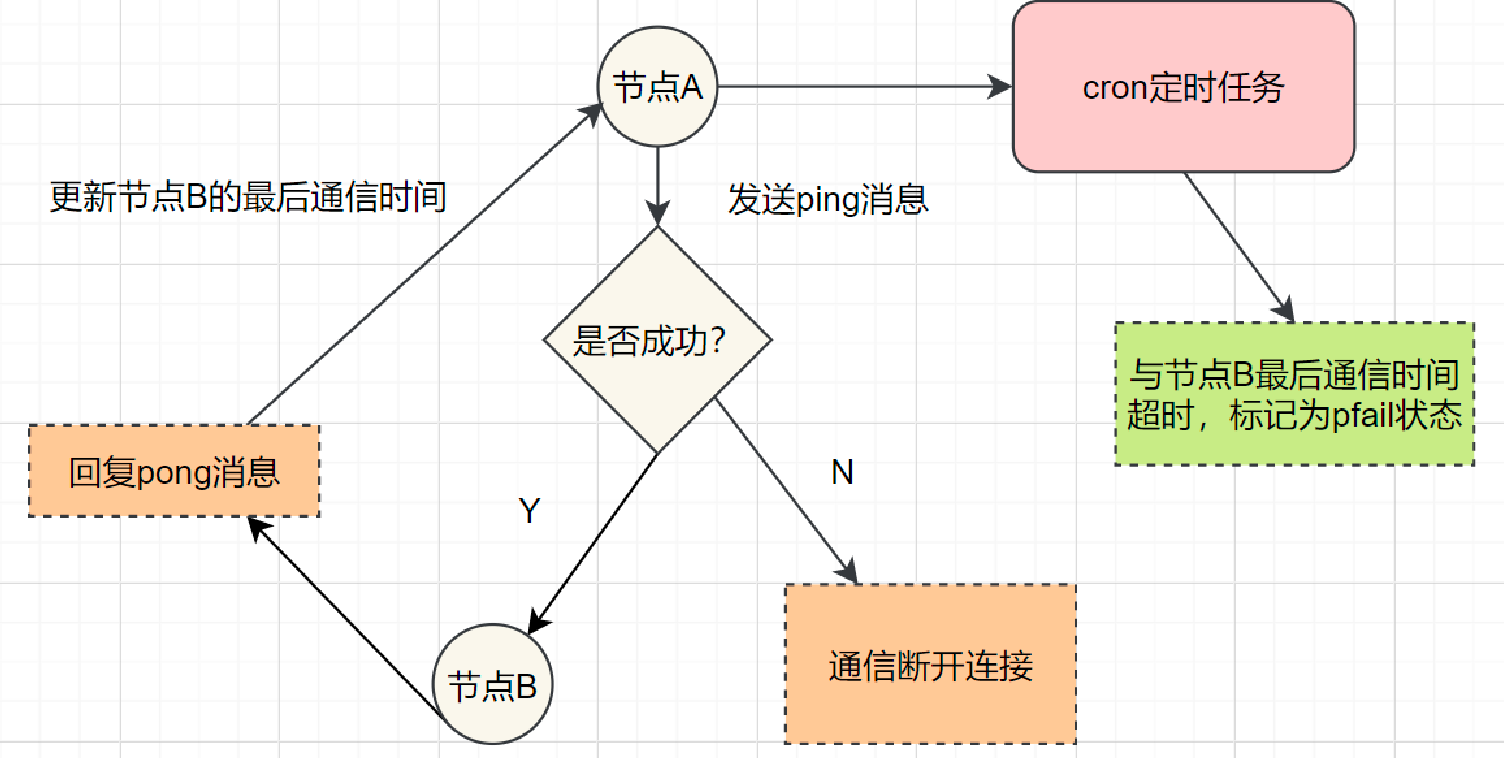 节点A
cron定时任务
更新节点B的最后通信时间
发送ping消息
是否成功?
与节点B最后通信时间
超时，标记为pfail状态
回复pong消息
Y
N
节点B
通信断开连接